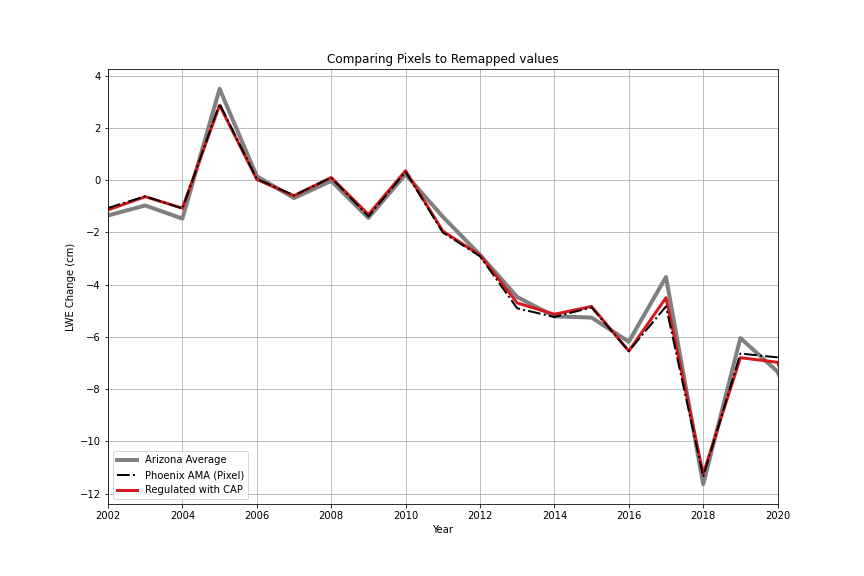 Comparing Pixels to Remapped values
4
2
0
−2
−4
−6
−8
−10
−12
LWE Change (cm)
Arizona Average
Phoenix AMA (Pixel)
Regulated with CAP
2002 2004 2006 2008 2010 2012 2014 2016 2018 2020
Year